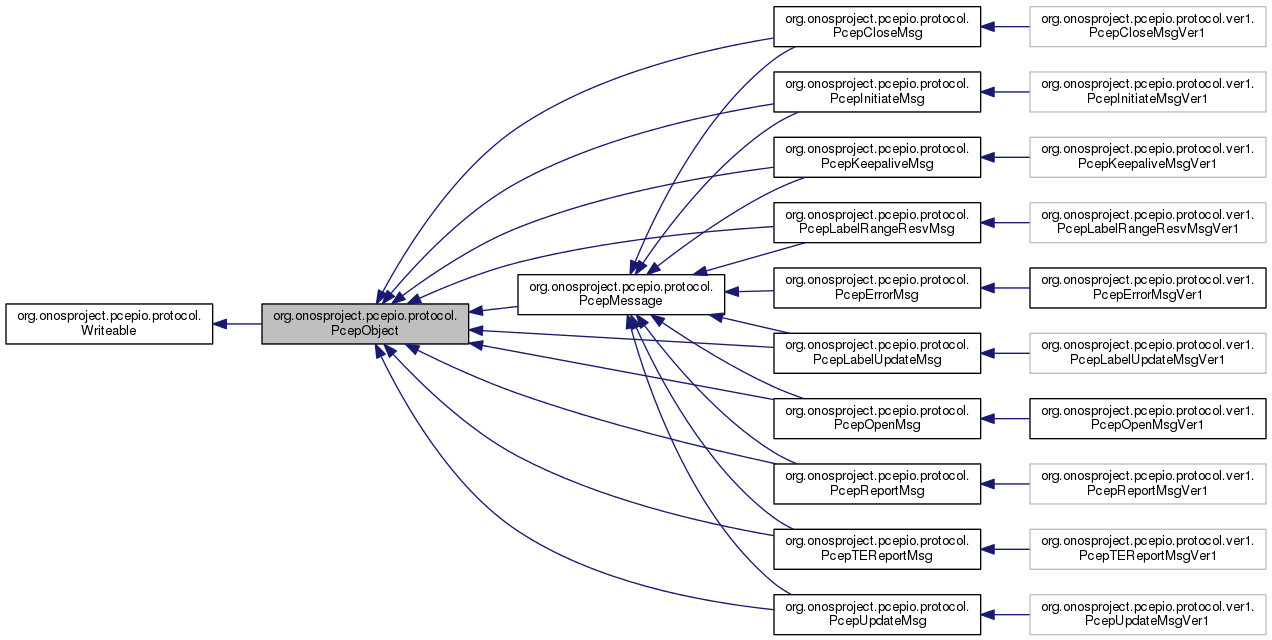 org.onosproject.pcepio.protocol.
Writeable
org.onosproject.pcepio.protocol.
PcepObject
org.onosproject.pcepio.protocol.
PcepMessage
org.onosproject.pcepio.protocol.
PcepCloseMsg
org.onosproject.pcepio.protocol.ver1.
PcepCloseMsgVer1
org.onosproject.pcepio.protocol.
PcepInitiateMsg
org.onosproject.pcepio.protocol.ver1.
PcepInitiateMsgVer1
org.onosproject.pcepio.protocol.
PcepKeepaliveMsg
org.onosproject.pcepio.protocol.ver1.
PcepKeepaliveMsgVer1
org.onosproject.pcepio.protocol.
PcepLabelRangeResvMsg
org.onosproject.pcepio.protocol.ver1.
PcepLabelRangeResvMsgVer1
org.onosproject.pcepio.protocol.
PcepErrorMsg
org.onosproject.pcepio.protocol.ver1.
PcepErrorMsgVer1
org.onosproject.pcepio.protocol.
PcepLabelUpdateMsg
org.onosproject.pcepio.protocol.ver1.
PcepLabelUpdateMsgVer1
org.onosproject.pcepio.protocol.
PcepOpenMsg
org.onosproject.pcepio.protocol.ver1.
PcepOpenMsgVer1
org.onosproject.pcepio.protocol.
PcepReportMsg
org.onosproject.pcepio.protocol.ver1.
PcepReportMsgVer1
org.onosproject.pcepio.protocol.
PcepTEReportMsg
org.onosproject.pcepio.protocol.ver1.
PcepTEReportMsgVer1
org.onosproject.pcepio.protocol.
PcepUpdateMsg
org.onosproject.pcepio.protocol.ver1.
PcepUpdateMsgVer1